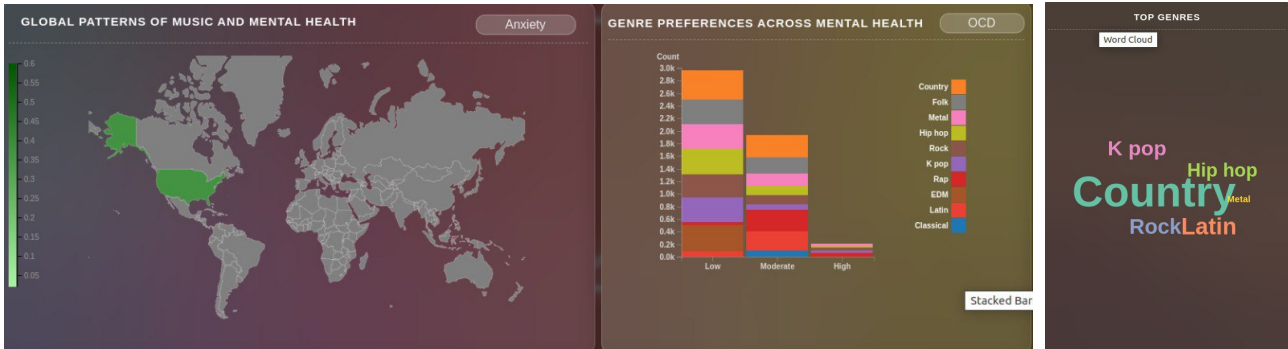 GLOBAL PATTERNS OF MUSIC AND MENTAL HEALTH
Anxiety
0.6
0.55
0.5
0.45
0.4
0.35
0.3
0.25
0.2
0.15
0.1
0.05
GENRE PREFERENCES ACROSS MENTAL HEALTH
OCD
Count
3.0k
2.8k
2.6k
2.4k
2.2k
2.0k
1.8k
1.6k
1.4k
1.2k
1.0k
0.8k
0.6k
0.4k
0.2k
0.0k
Low
Moderate
High
Country
Folk
Metal
Hip hop
Rock
K pop
Rap
EDM
Latin
Classical
Stacked Bar
TOP GENRES
Word Cloud
K pop
Hip hop
Country
Metal
Rock
Latin